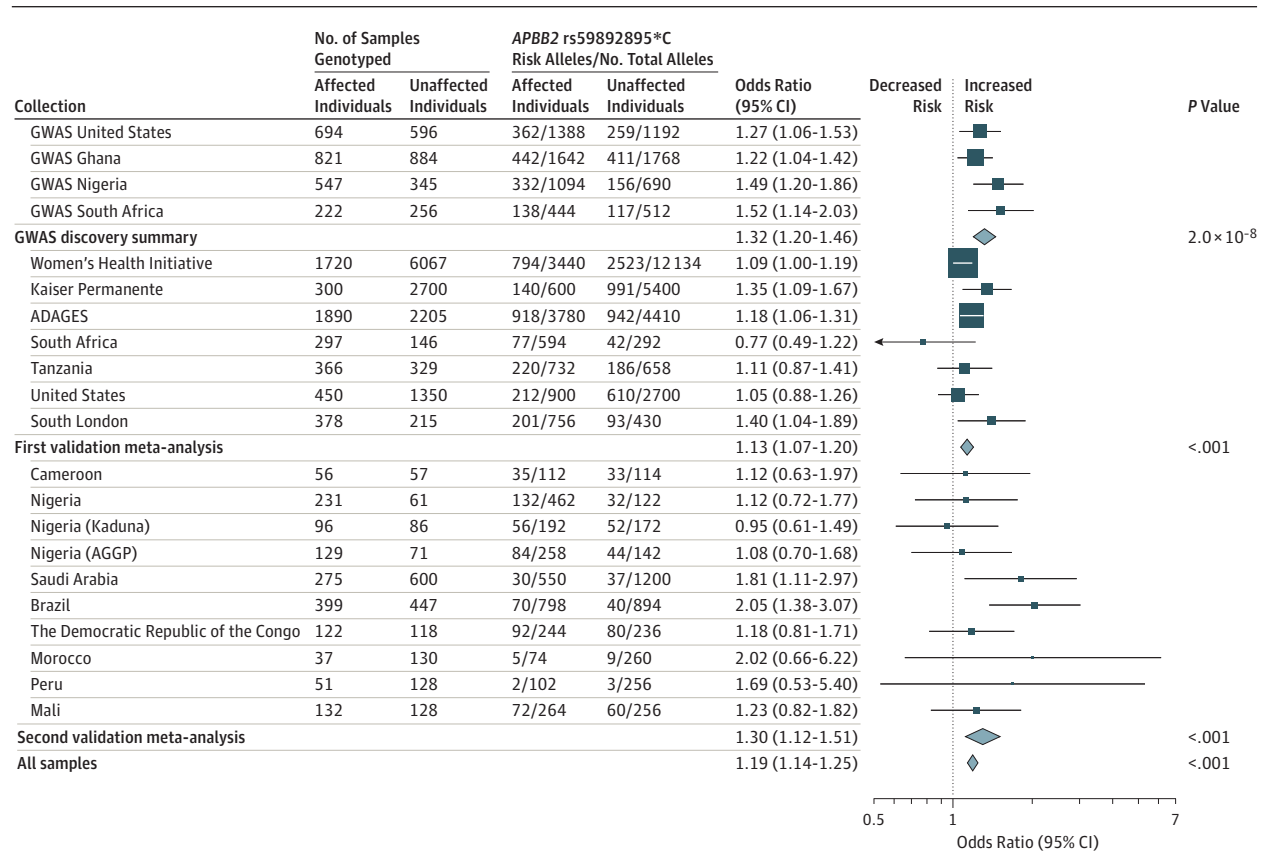 No. of Samples Genotyped APBB2 rs59892895*C Risk Alleles/No. Total Alleles
Collection Affected Individuals Unaffected Individuals Affected Individuals Unaffected Individuals Odds Ratio (95% CI) Decreased Risk Increased Risk P Value
GWAS United States 694 596 362/1388 259/1192 1.27 (1.06-1.53)
GWAS Ghana 821 884 442/1642 411/1768 1.22 (1.04-1.42)
GWAS Nigeria 547 345 332/1094 156/690 1.49 (1.20-1.86)
GWAS South Africa 222 256 138/444 117/512 1.52 (1.14-2.03)
GWAS discovery summary 1.32 (1.20-1.46) 2.0×10-8
Women's Health Initiative 1720 6067 794/3440 2523/12134 1.09 (1.00-1.19)
Kaiser Permanente 300 2700 140/600 991/5400 1.35 (1.09-1.67)
ADAGES 1890 2205 918/3780 942/4410 1.18 (1.06-1.31)
South Africa 297 146 77/594 42/292 0.77 (0.49-1.22)
Tanzania 366 329 220/732 186/658 1.11 (0.87-1.41)
United States 450 1350 212/900 610/2700 1.05 (0.88-1.26)
South London 378 215 201/756 93/430 1.40 (1.04-1.89)
First validation meta-analysis 1.13 (1.07-1.20) <.001
Cameroon 56 57 35/112 33/114 1.12 (0.63-1.97)
Nigeria 231 61 132/462 32/122 1.12 (0.72-1.77)
Nigeria (Kaduna) 96 86 56/192 52/172 0.95 (0.61-1.49)
Nigeria (AGGP) 129 71 84/258 44/142 1.08 (0.70-1.68)
Saudi Arabia 275 600 30/550 37/1200 1.81 (1.11-2.97)
Brazil 399 447 70/798 40/894 2.05 (1.38-3.07)
The Democratic Republic of the Congo 122 118 92/244 80/236 1.18 (0.81-1.71)
Morocco 37 130 5/74 9/260 2.02 (0.66-6.22)
Peru 51 128 2/102 3/256 1.69 (0.53-5.40)
Mali 132 128 72/264 60/256 1.23 (0.82-1.82)
Second validation meta-analysis 1.30 (1.12-1.51) <.001
All samples 1.19 (1.14-1.25) <.001
0.5 1 7
Odds Ratio (95% CI)